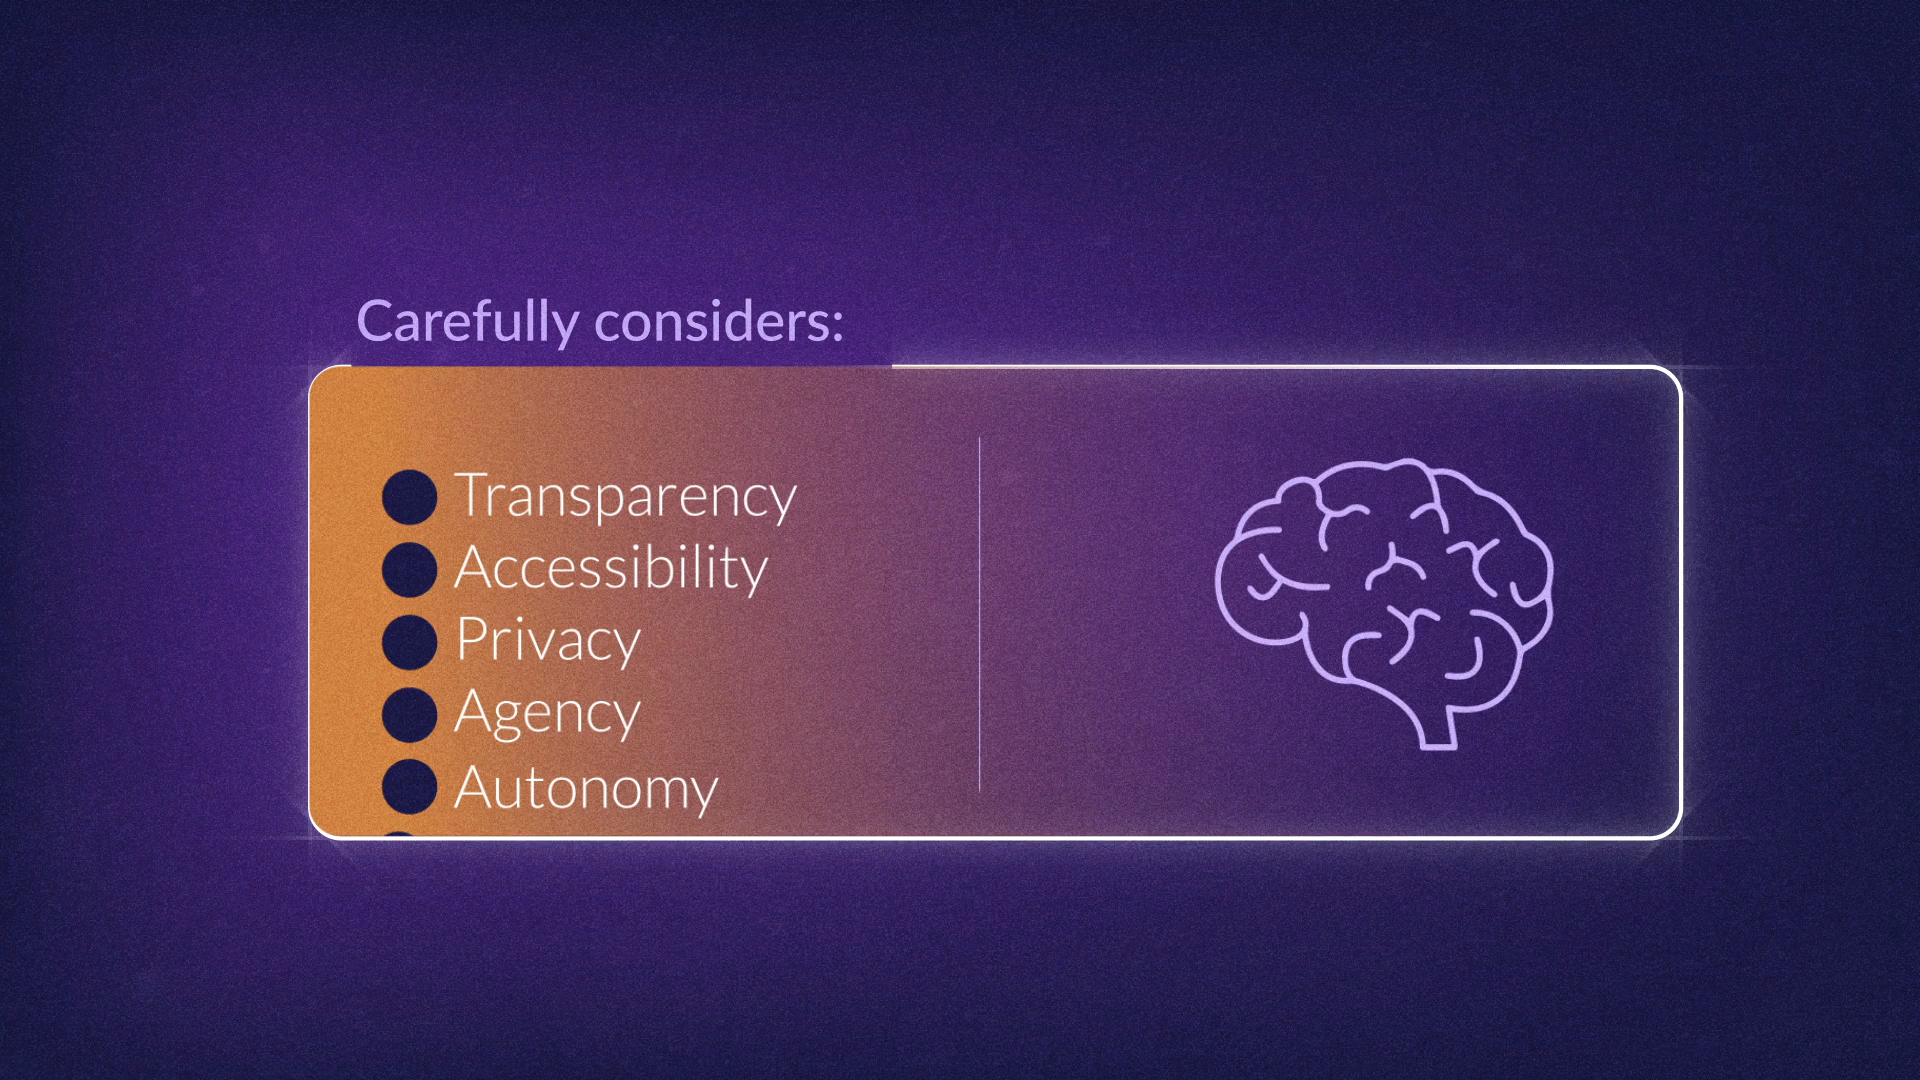 Carefully considers:
Transparency
Accessibility
Privacy
Agency
Autonomy